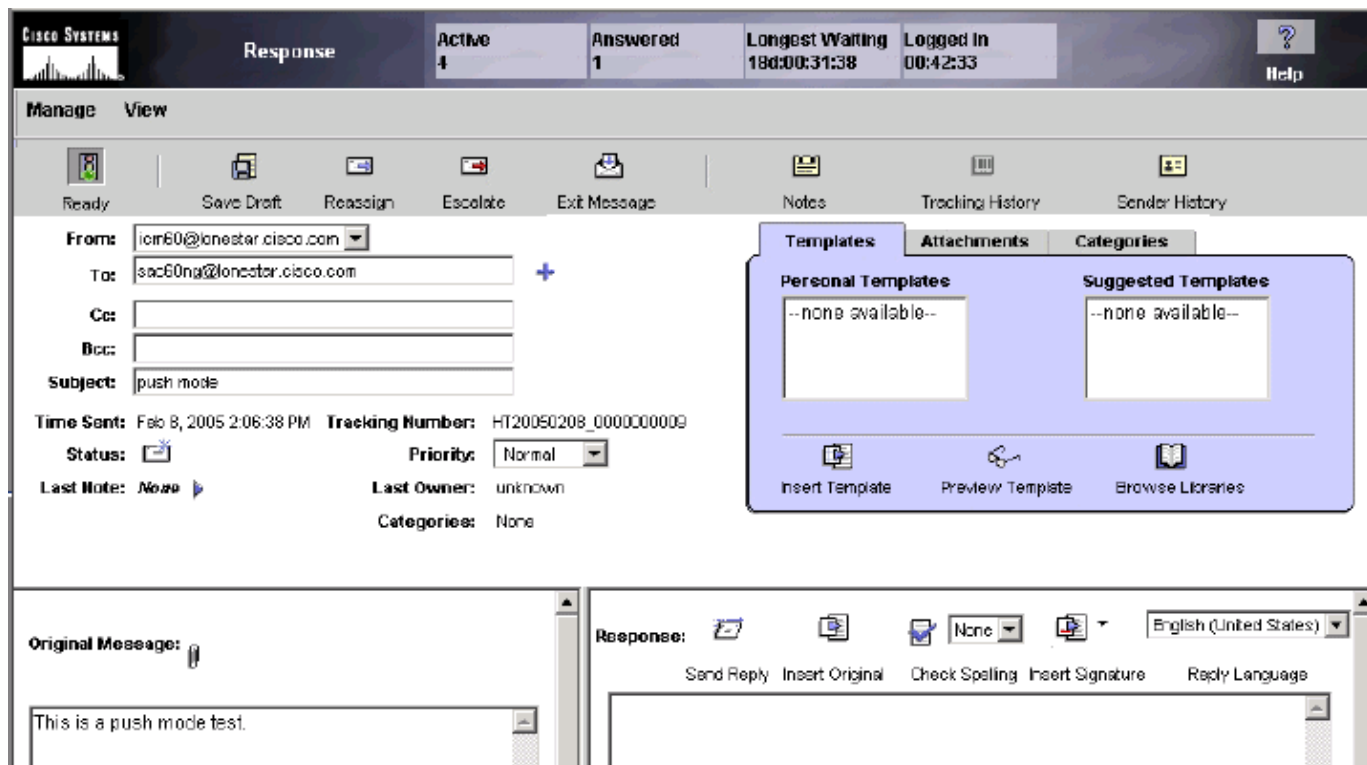 CISCO SYSTEMS
Response
Active
4
Answered
1
Longest Waiting
18d:00:31:38
Logged In
00:42:33
?
Help
Manage View
Ready
Save Draft
Reassign
Escalate
Exit Message
Notes
Tracking History
Sender History
From: icm60@lonestar.cisco.com
To: sac60ng@lonestar.cisco.com
Cc:
Bcc:
Subject: push mode
Time Sent: Feb 8, 2005 2:06:38 PM Tracking Number: HT20050208_0000000009
Status: Priority: Normal
Last Note: None Last Owner: unknown
Categories: None
Templates Attachments Categories
Personal Templates Suggested Templates
--none available-- --none available--
Insert Template Preview Template Browse Libraries
Original Message:
This is a push mode test.
Response: None English (United States)
Send Reply Insert Original Check Spelling Insert Signature Reply Language